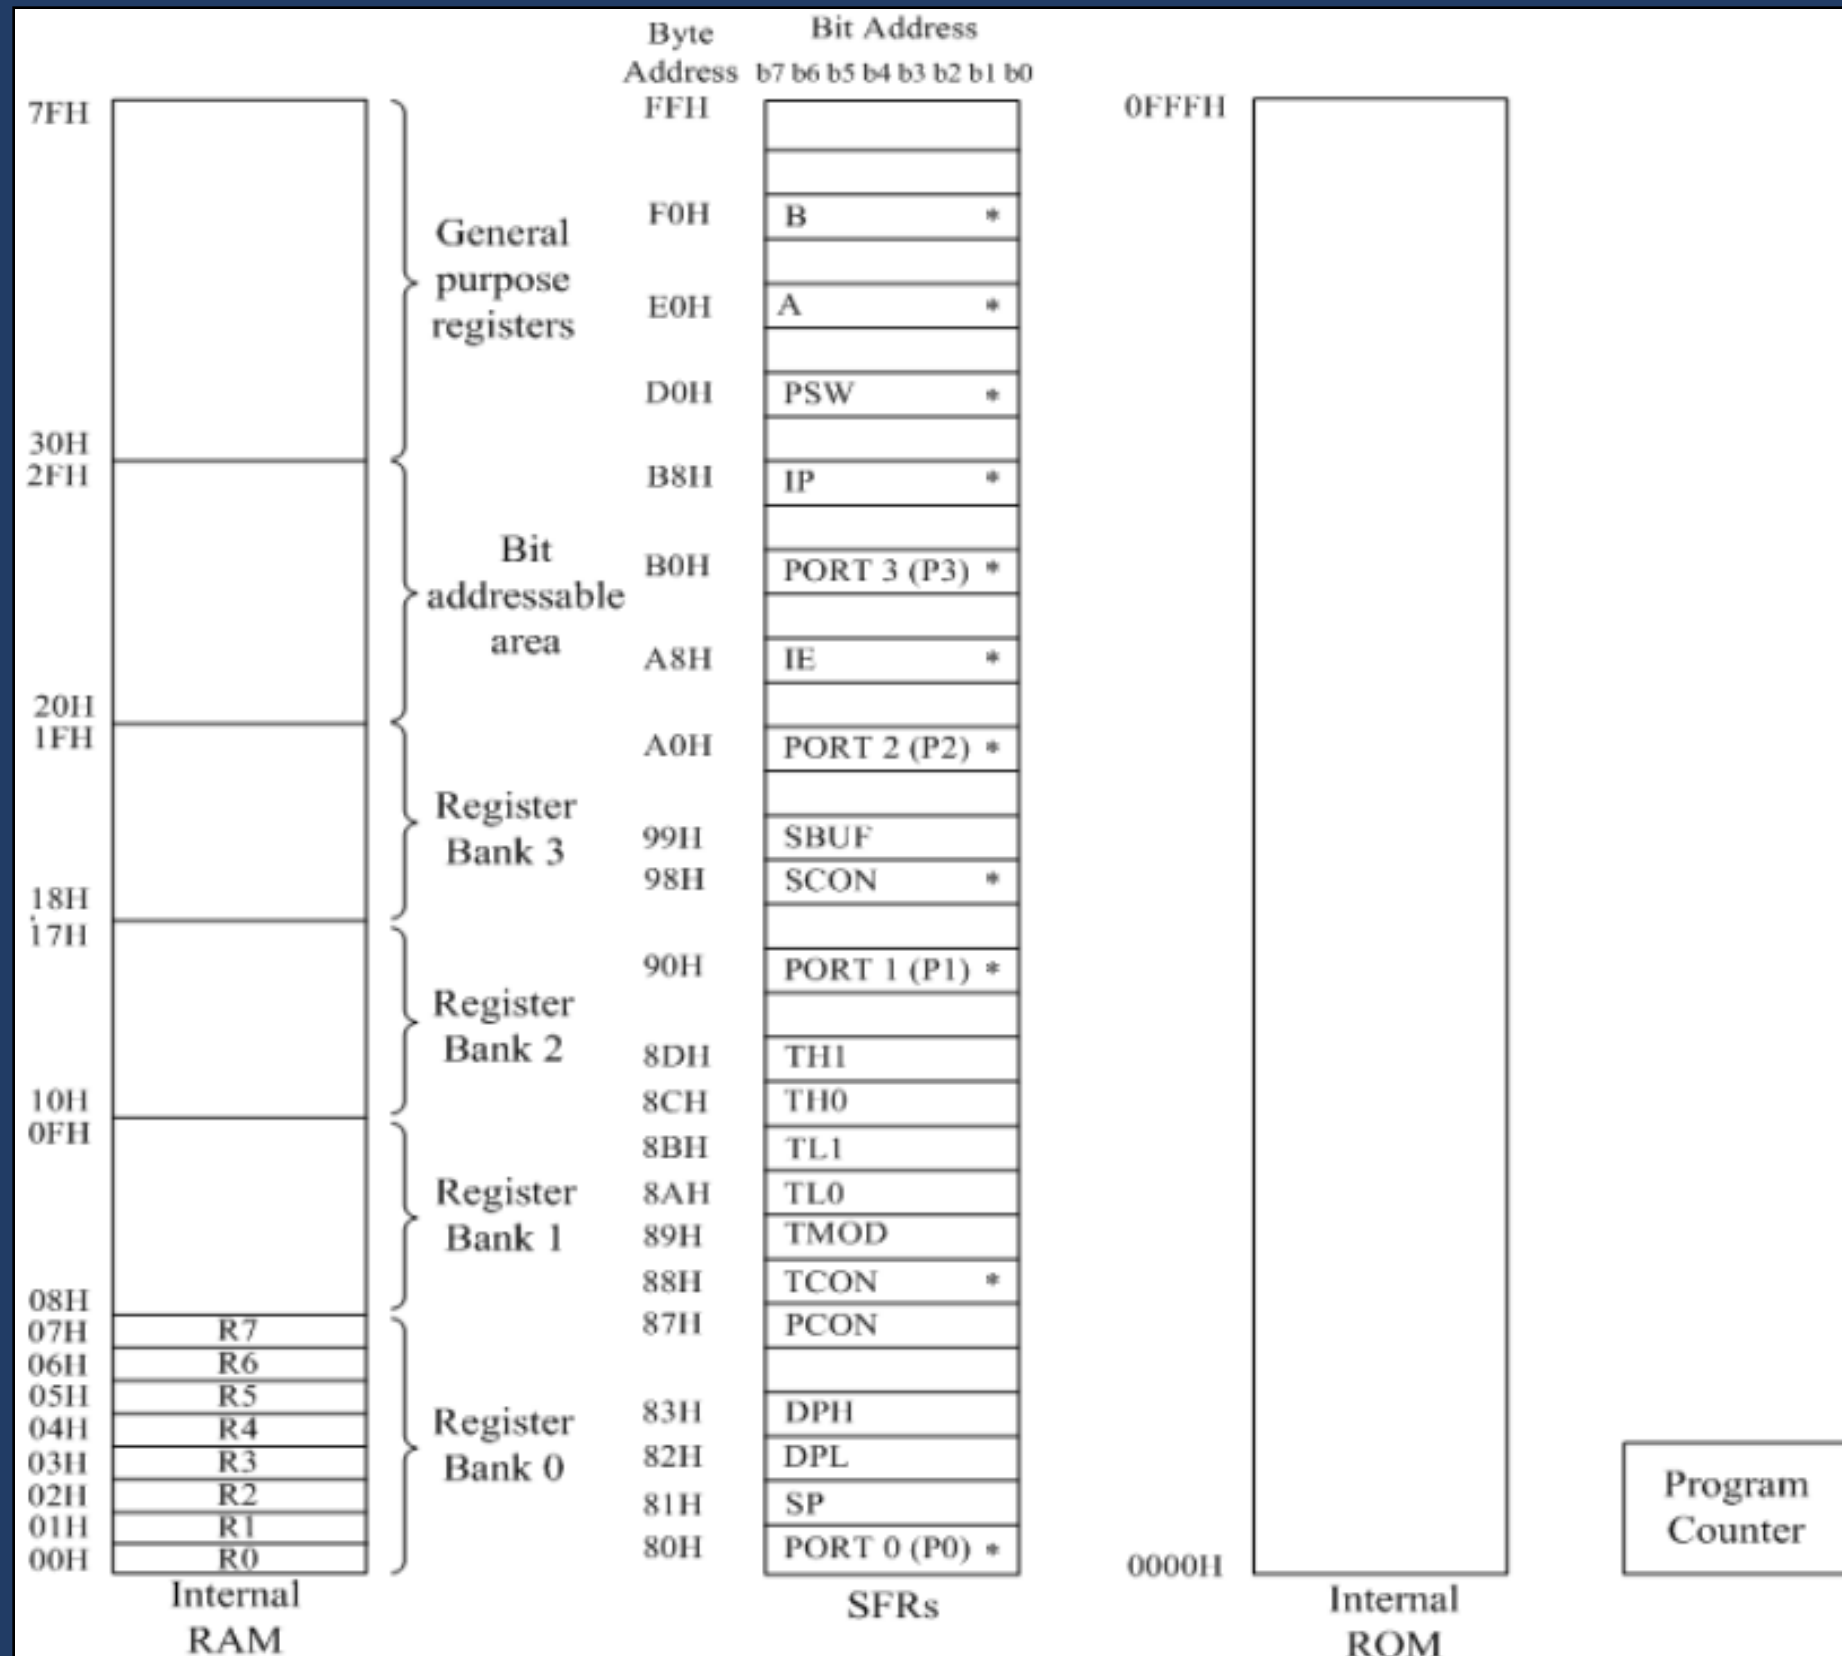 Byte
Address
Bit Address
b7 b6 b5 b4 b3 b2 b1 b0
7FH
30H
2FH
20H
1FH
18H
17H
10H
0FH
08H
07H R7
06H R6
05H R5
04H R4
03H R3
02H R2
01H R1
00H R0
Internal
RAM
General
purpose
registers
Bit
addressable
area
Register
Bank 3
Register
Bank 2
Register
Bank 1
Register
Bank 0
FFH
F0H B *
E0H A *
D0H PSW *
B8H IP *
B0H PORT 3 (P3) *
A8H IE *
A0H PORT 2 (P2) *
99H SBUF
98H SCON *
90H PORT 1 (P1) *
8DH TH1
8CH TH0
8BH TL1
8AH TL0
89H TMOD
88H TCON *
87H PCON
83H DPH
82H DPL
81H SP
80H PORT 0 (P0) *
SFRs
0FFFH
0000H
Internal
ROM
Program
Counter